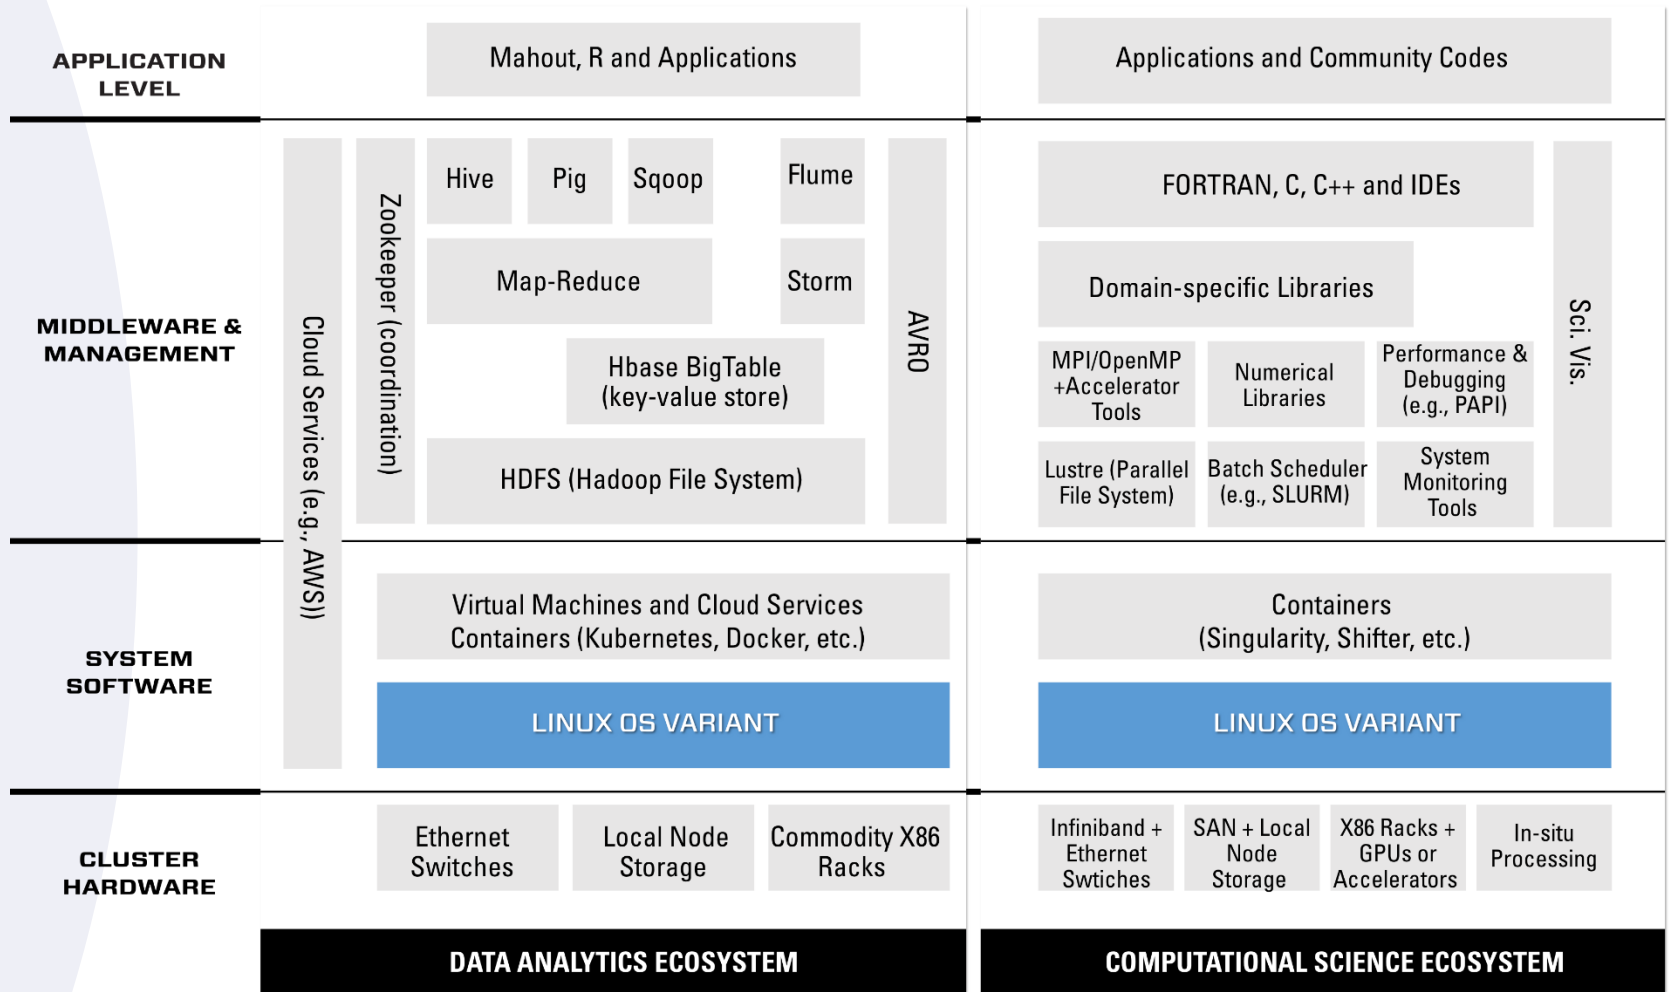 APPLICATION
LEVEL
Mahout, R and Applications
Applications and Community Codes
MIDDLEWARE &
MANAGEMENT
Cloud Services (e.g., AWS))
Zookeeper (coordination)
Hive
Pig
Sqoop
Flume
Map-Reduce
Storm
Hbase BigTable
(key-value store)
HDFS (Hadoop File System)
AVRO
FORTRAN, C, C++ and IDEs
Domain-specific Libraries
MPI/OpenMP
+Accelerator
Tools
Numerical
Libraries
Performance &
Debugging
(e.g., PAPI)
Lustre (Parallel
File System)
Batch Scheduler
(e.g., SLURM)
System
Monitoring
Tools
Sci. Vis.
SYSTEM
SOFTWARE
Virtual Machines and Cloud Services
Containers (Kubernetes, Docker, etc.)
LINUX OS VARIANT
Containers
(Singularity, Shifter, etc.)
LINUX OS VARIANT
CLUSTER
HARDWARE
Ethernet
Switches
Local Node
Storage
Commodity X86
Racks
Infiniband +
Ethernet
Swtiches
SAN + Local
Node
Storage
X86 Racks +
GPUs or
Accelerators
In-situ
Processing
DATA ANALYTICS ECOSYSTEM
COMPUTATIONAL SCIENCE ECOSYSTEM